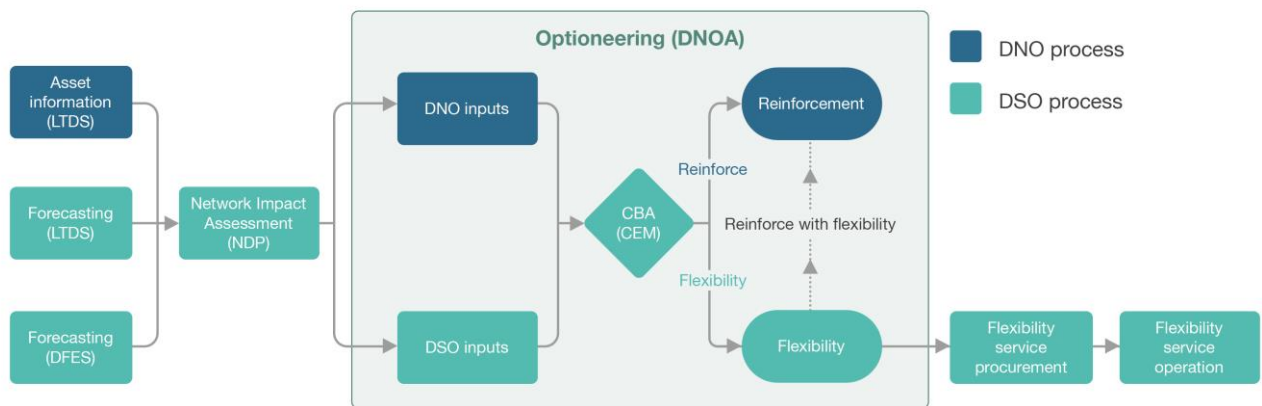 Optioneering (DNOA)
DNO process
DSO process
Asset
information
(LTDS)
Forecasting
(LTDS)
Forecasting
(DFES)
Network Impact
Assessment
(NDP)
DNO inputs
DSO inputs
CBA
(CEM)
Reinforce
Flexibility
Reinforcement
Reinforce with flexibility
Flexibility
Flexibility
service
procurement
Flexibility
service
operation